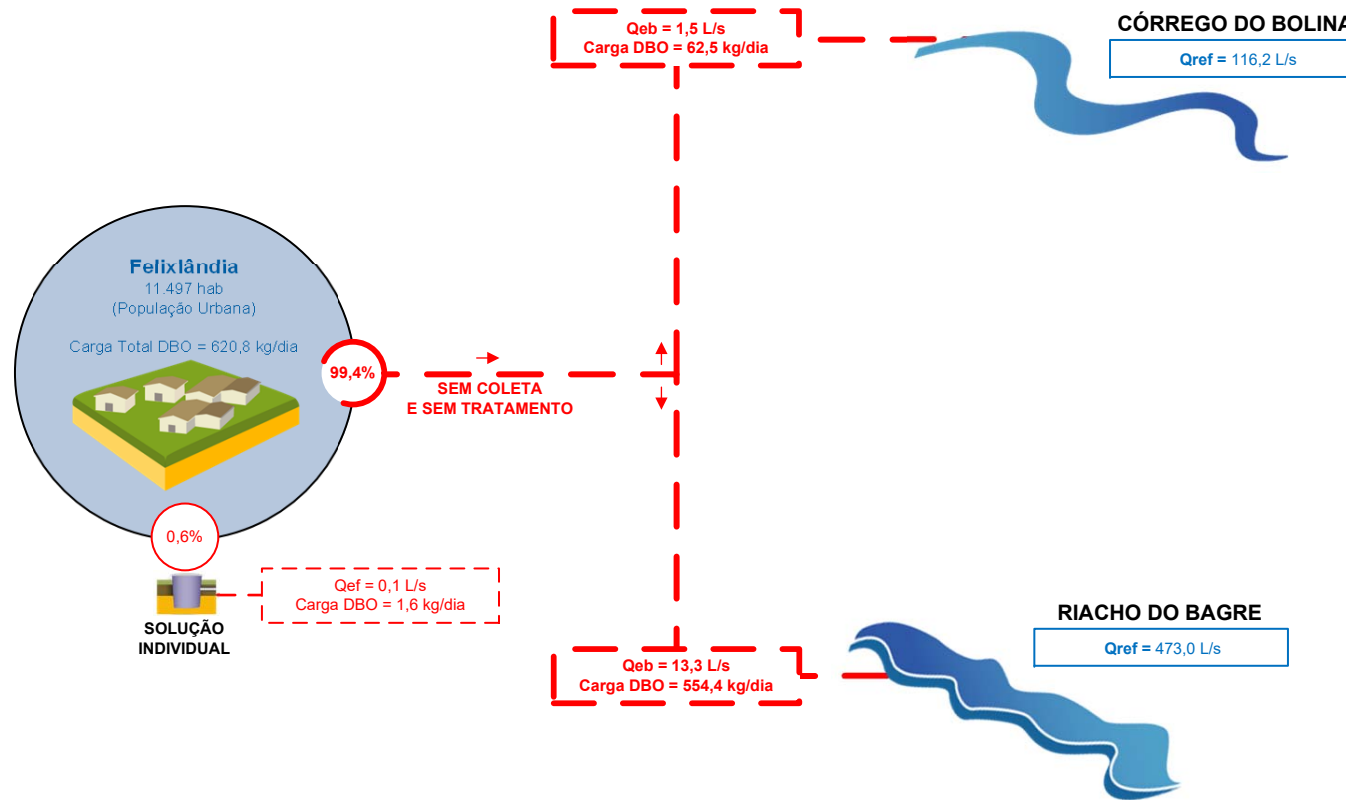 Qeb = 1,5 L/s
Carga DBO = 62,5 kg/dia
CÓRREGO DO BOLINA
Qref = 116,2 L/s
Felixlândia
11.497 hab
(População Urbana)
Carga Total DBO = 620,8 kg/dia
99,4%
SEM COLETA
E SEM TRATAMENTO
0,6%
Qef = 0,1 L/s
Carga DBO = 1,6 kg/dia
SOLUÇÃO
INDIVIDUAL
RIACHO DO BAGRE
Qref = 473,0 L/s
Qeb = 13,3 L/s
Carga DBO = 554,4 kg/dia